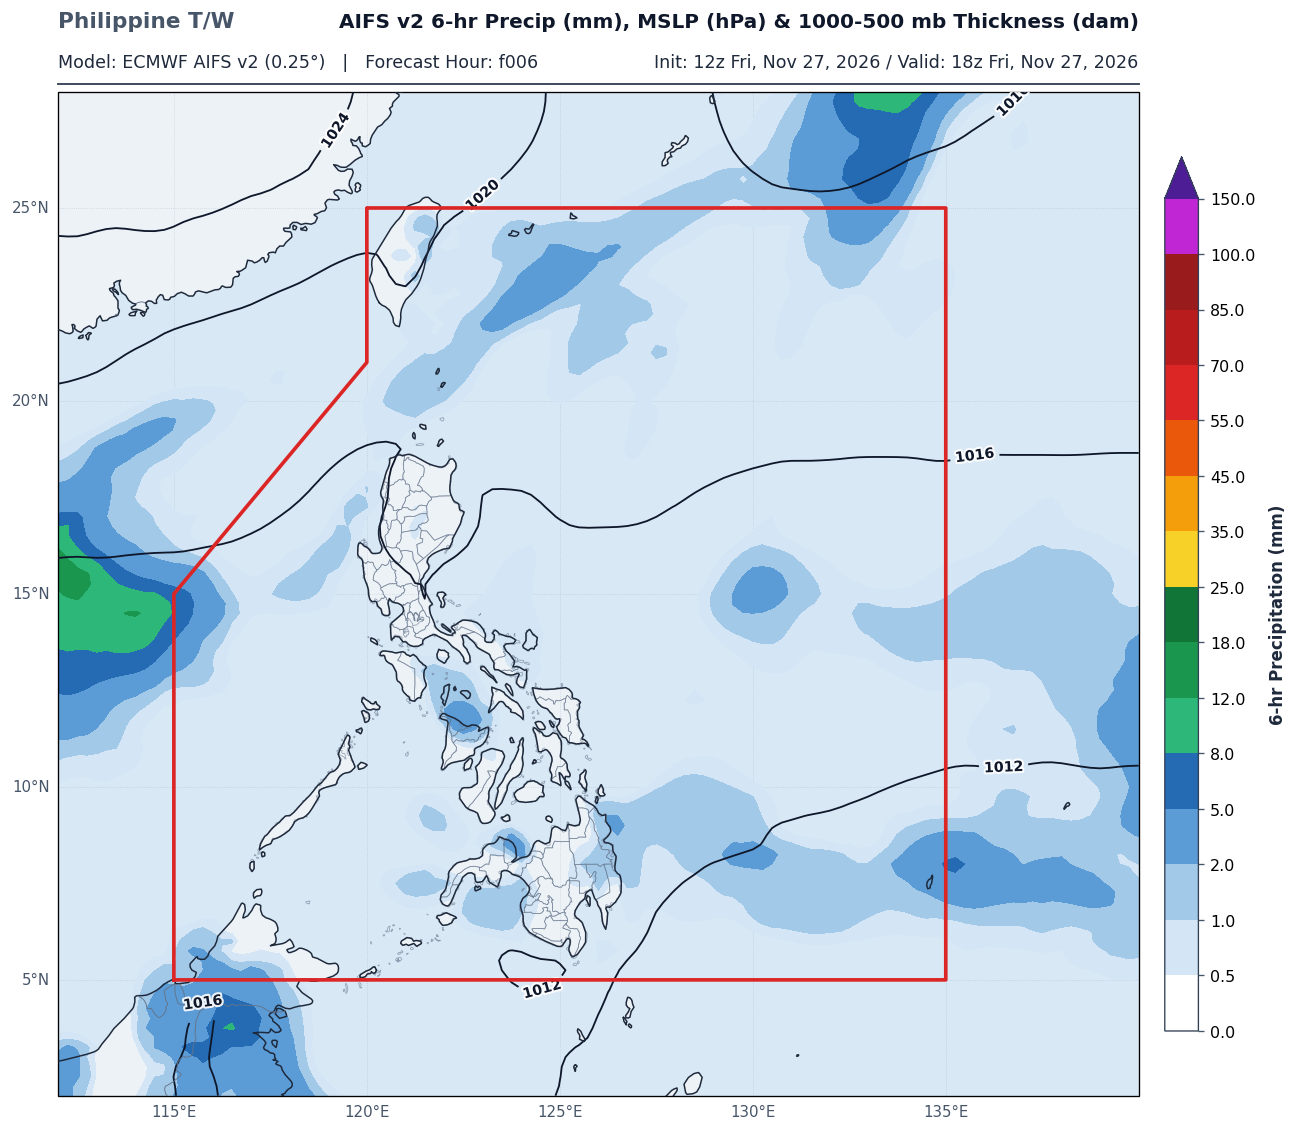 Philippine T/W
AIFS v2 6-hr Precip (mm), MSLP (hPa) & 1000-500 mb Thickness (dam)
Model: ECMWF AIFS v2 (0.25°) | Forecast Hour: f006
Init: 12z Fri, Nov 27, 2026 / Valid: 18z Fri, Nov 27, 2026
1024
1016
1020
1016
1012
1012
1016
25°N
20°N
15°N
10°N
5°N
115°E
120°E
125°E
130°E
135°E
150.0
100.0
85.0
70.0
55.0
45.0
35.0
25.0
18.0
12.0
8.0
5.0
2.0
1.0
0.5
0.0
6-hr Precipitation (mm)